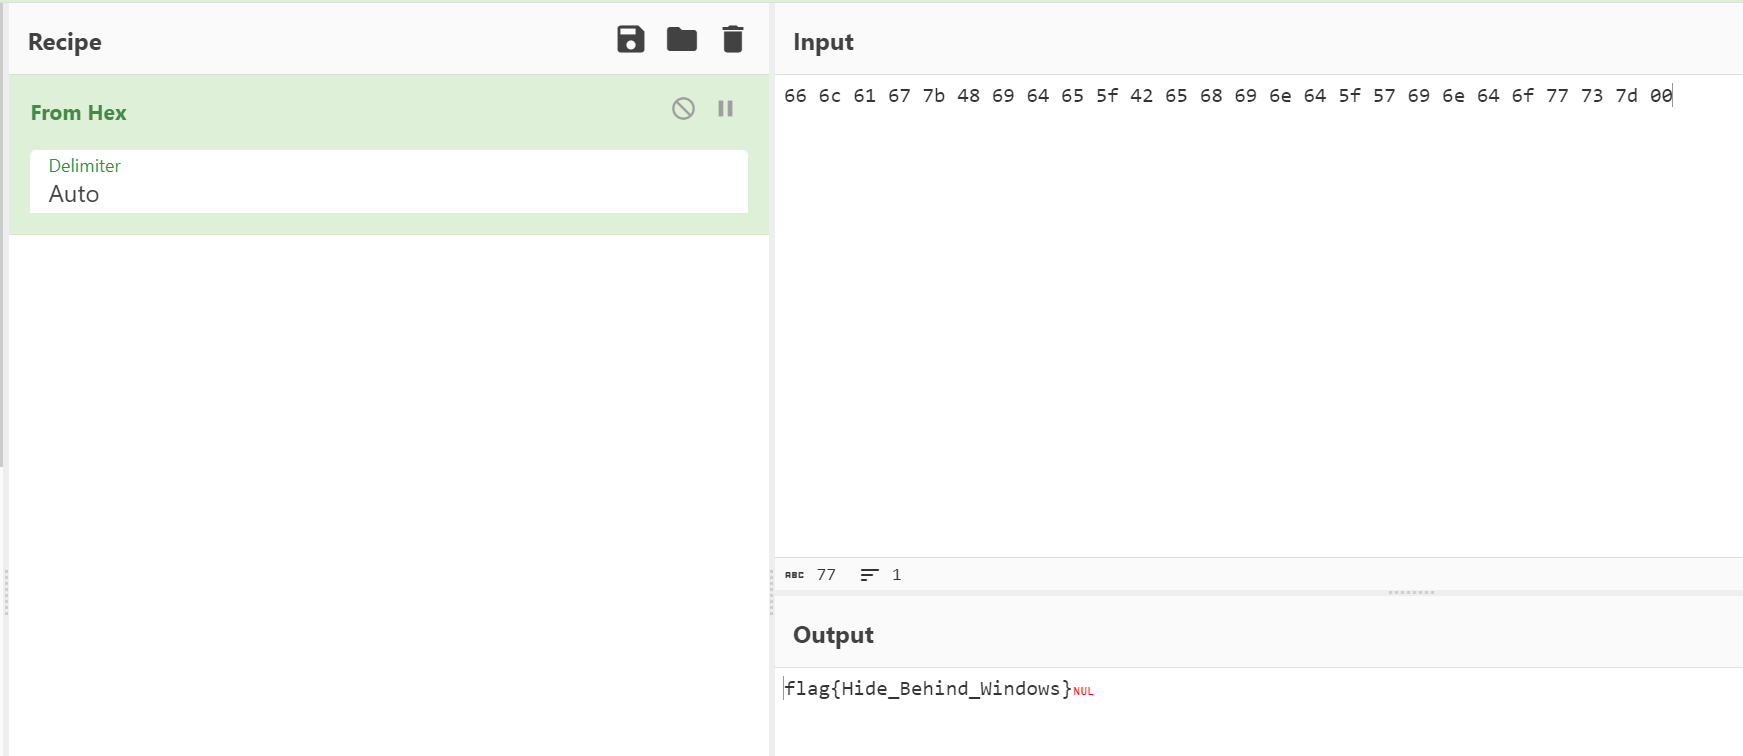 Recipe
From Hex
Delimiter
Auto
Input
66 6c 61 67 7b 48 69 64 65 5f 42 65 68 69 6e 64 5f 57 69 6e 64 6f 77 73 7d 00
ABC 77 1
Output
flag{Hide_Behind_Windows}NUL